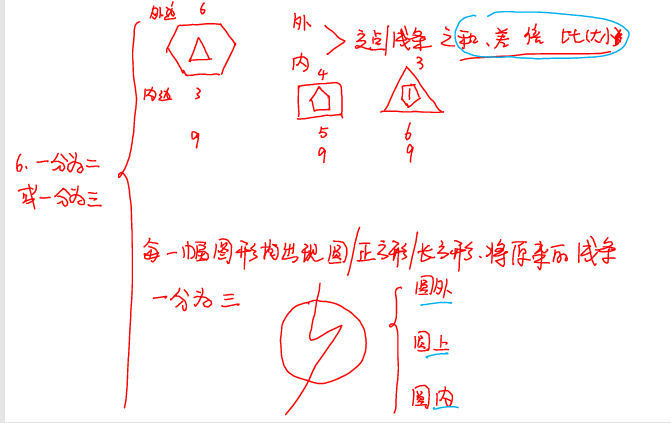 外边 6
内边 3
9
外
内
交点/线条 之和、差 倍 比大小
4
5
9
3
1
6
9
6、一分为二
或一分为三
每一幅图形均出现圆/正方形/长方形、将原来的线条
一分为三
圆外
圆上
圆内